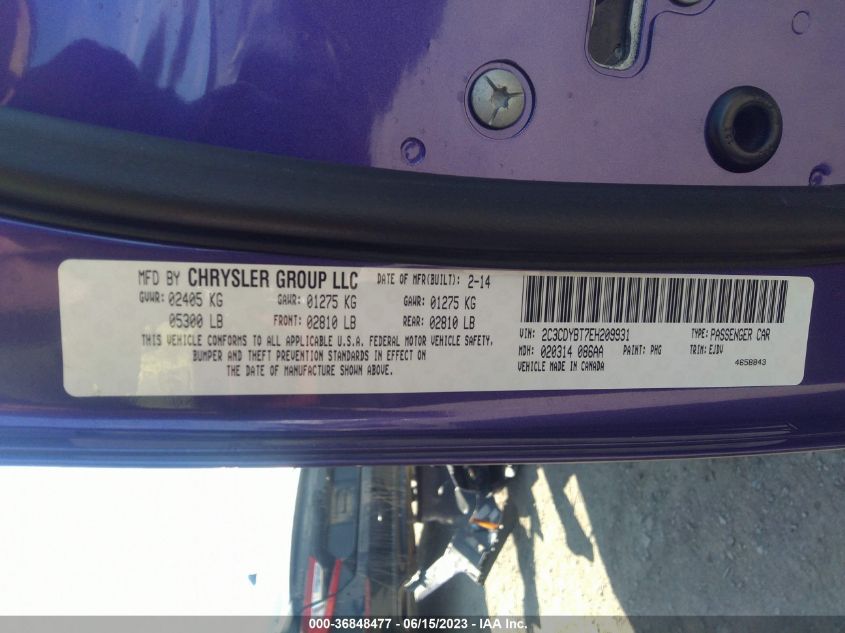 MFD BY CHRYSLER GROUP LLC DATE OF MFR(BUILT): 2-14
GVWR: 02405 KG GAWR: 01275 KG GAWR: 01275 KG
05300 LB FRONT: 02810 LB REAR: 02810 LB
THIS VEHICLE CONFORMS TO ALL APPLICABLE U.S.A. FEDERAL MOTOR VEHICLE SAFETY,
BUMPER AND THEFT PREVENTION STANDARDS IN EFFECT ON
THE DATE OF MANUFACTURE SHOWN ABOVE.
VIN: 2C3CDYBT7EH209931 TYPE: PASSENGER CAR
MDH: 020314 086AA PAINT: PHG TRIM: EJDV
VEHICLE MADE IN CANADA 4658843
000-36848477 - 06/15/2023 - IAA Inc.